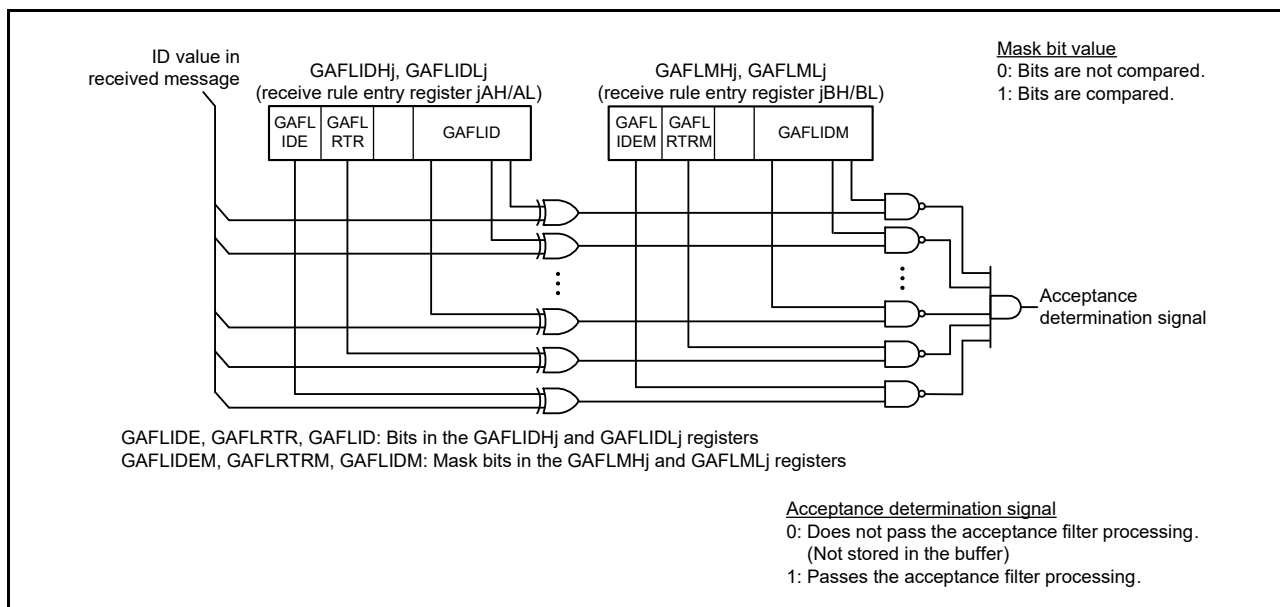 ID value in
received message
GAFLIDHj, GAFLIDLj
(receive rule entry register jAH/AL)
GAFL
IDE
GAFL
RTR
GAFLID
GAFLMHj, GAFLMLj
(receive rule entry register jBH/BL)
GAFL
IDEM
GAFL
RTRM
GAFLIDM
Mask bit value
0: Bits are not compared.
1: Bits are compared.
Acceptance
determination signal
GAFLIDE, GAFLRTR, GAFLID: Bits in the GAFLIDHj and GAFLIDLj registers
GAFLIDEM, GAFLRTRM, GAFLIDM: Mask bits in the GAFLMHj and GAFLMLj registers
Acceptance determination signal
0: Does not pass the acceptance filter processing.
(Not stored in the buffer)
1: Passes the acceptance filter processing.